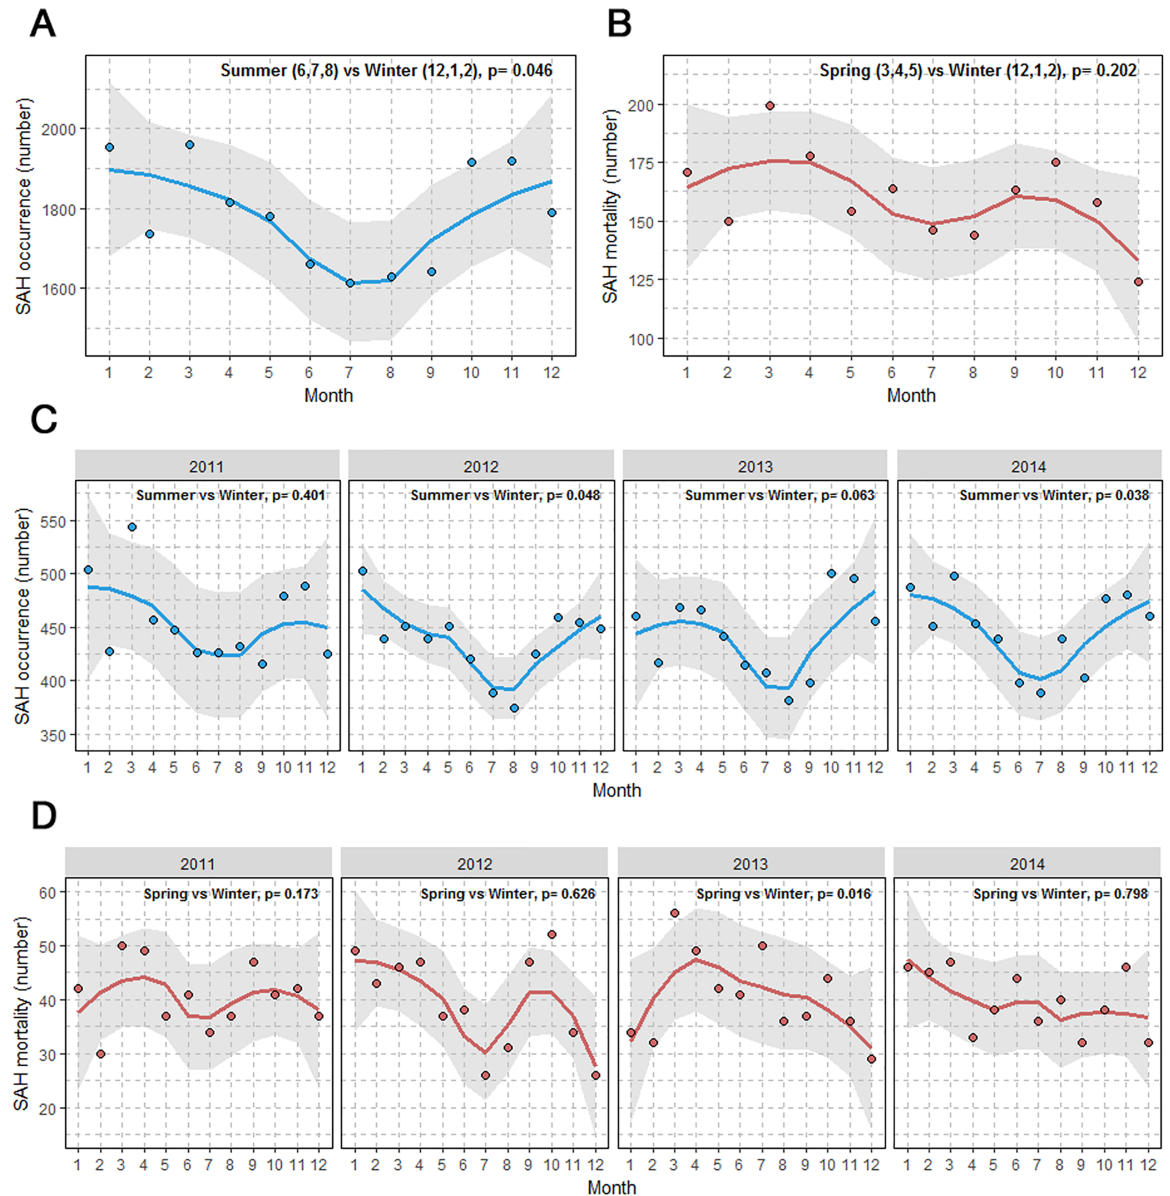 A
B
Summer (6,7,8) vs Winter (12,1,2), p= 0.046
Spring (3,4,5) vs Winter (12,1,2), p= 0.202
SAH occurrence (number)
2000
1800
1600
1 2 3 4 5 6 7 8 9 10 11 12
Month
SAH mortality (number)
200
175
150
125
100
1 2 3 4 5 6 7 8 9 10 11 12
Month
C
2011 2012 2013 2014
Summer vs Winter, p= 0.401
Summer vs Winter, p= 0.048
Summer vs Winter, p= 0.063
Summer vs Winter, p= 0.038
SAH occurrence (number)
550
500
450
400
350
1 2 3 4 5 6 7 8 9 10 11 12
1 2 3 4 5 6 7 8 9 10 11 12
1 2 3 4 5 6 7 8 9 10 11 12
1 2 3 4 5 6 7 8 9 10 11 12
Month
D
2011 2012 2013 2014
Spring vs Winter, p= 0.173
Spring vs Winter, p= 0.626
Spring vs Winter, p= 0.016
Spring vs Winter, p= 0.798
SAH mortality (number)
60
50
40
30
20
1 2 3 4 5 6 7 8 9 10 11 12
1 2 3 4 5 6 7 8 9 10 11 12
1 2 3 4 5 6 7 8 9 10 11 12
1 2 3 4 5 6 7 8 9 10 11 12
Month